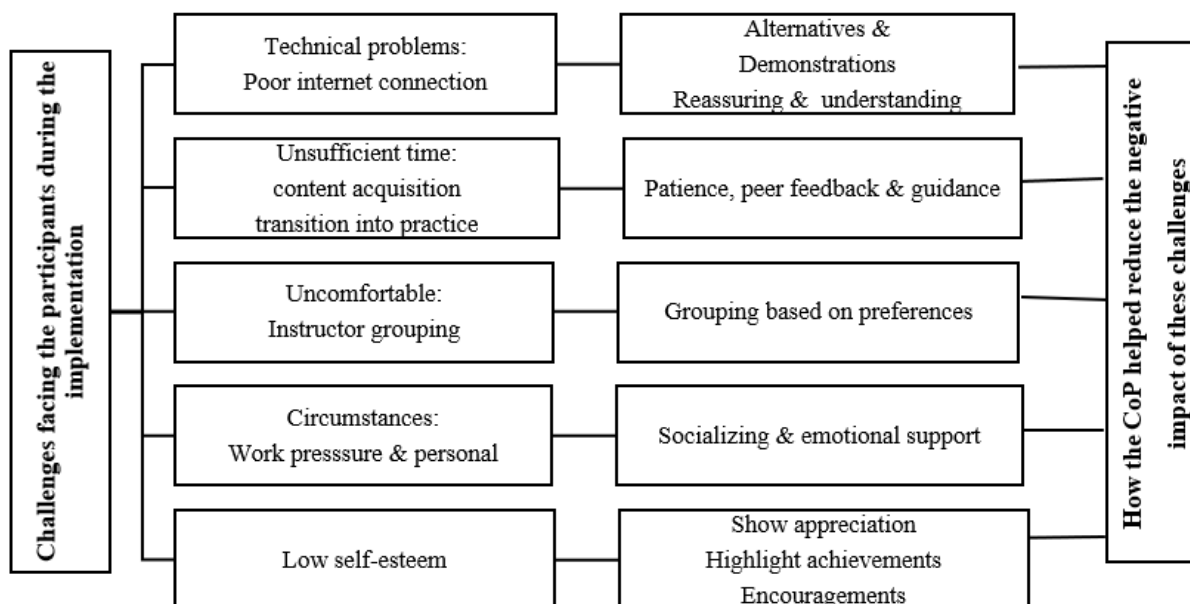 Challenges facing the participants during the
implementation
Technical problems:
Poor internet connection
Alternatives &
Demonstrations
Reassuring & understanding
Unsufficient time:
content acquisition
transition into practice
Patience, peer feedback & guidance
Uncomfortable:
Instructor grouping
Grouping based on preferences
Circumstances:
Work presssure & personal
Socializing & emotional support
Low self-esteem
Show appreciation
Highlight achievements
Encouragements
How the CoP helped reduce the negative
impact of these challenges